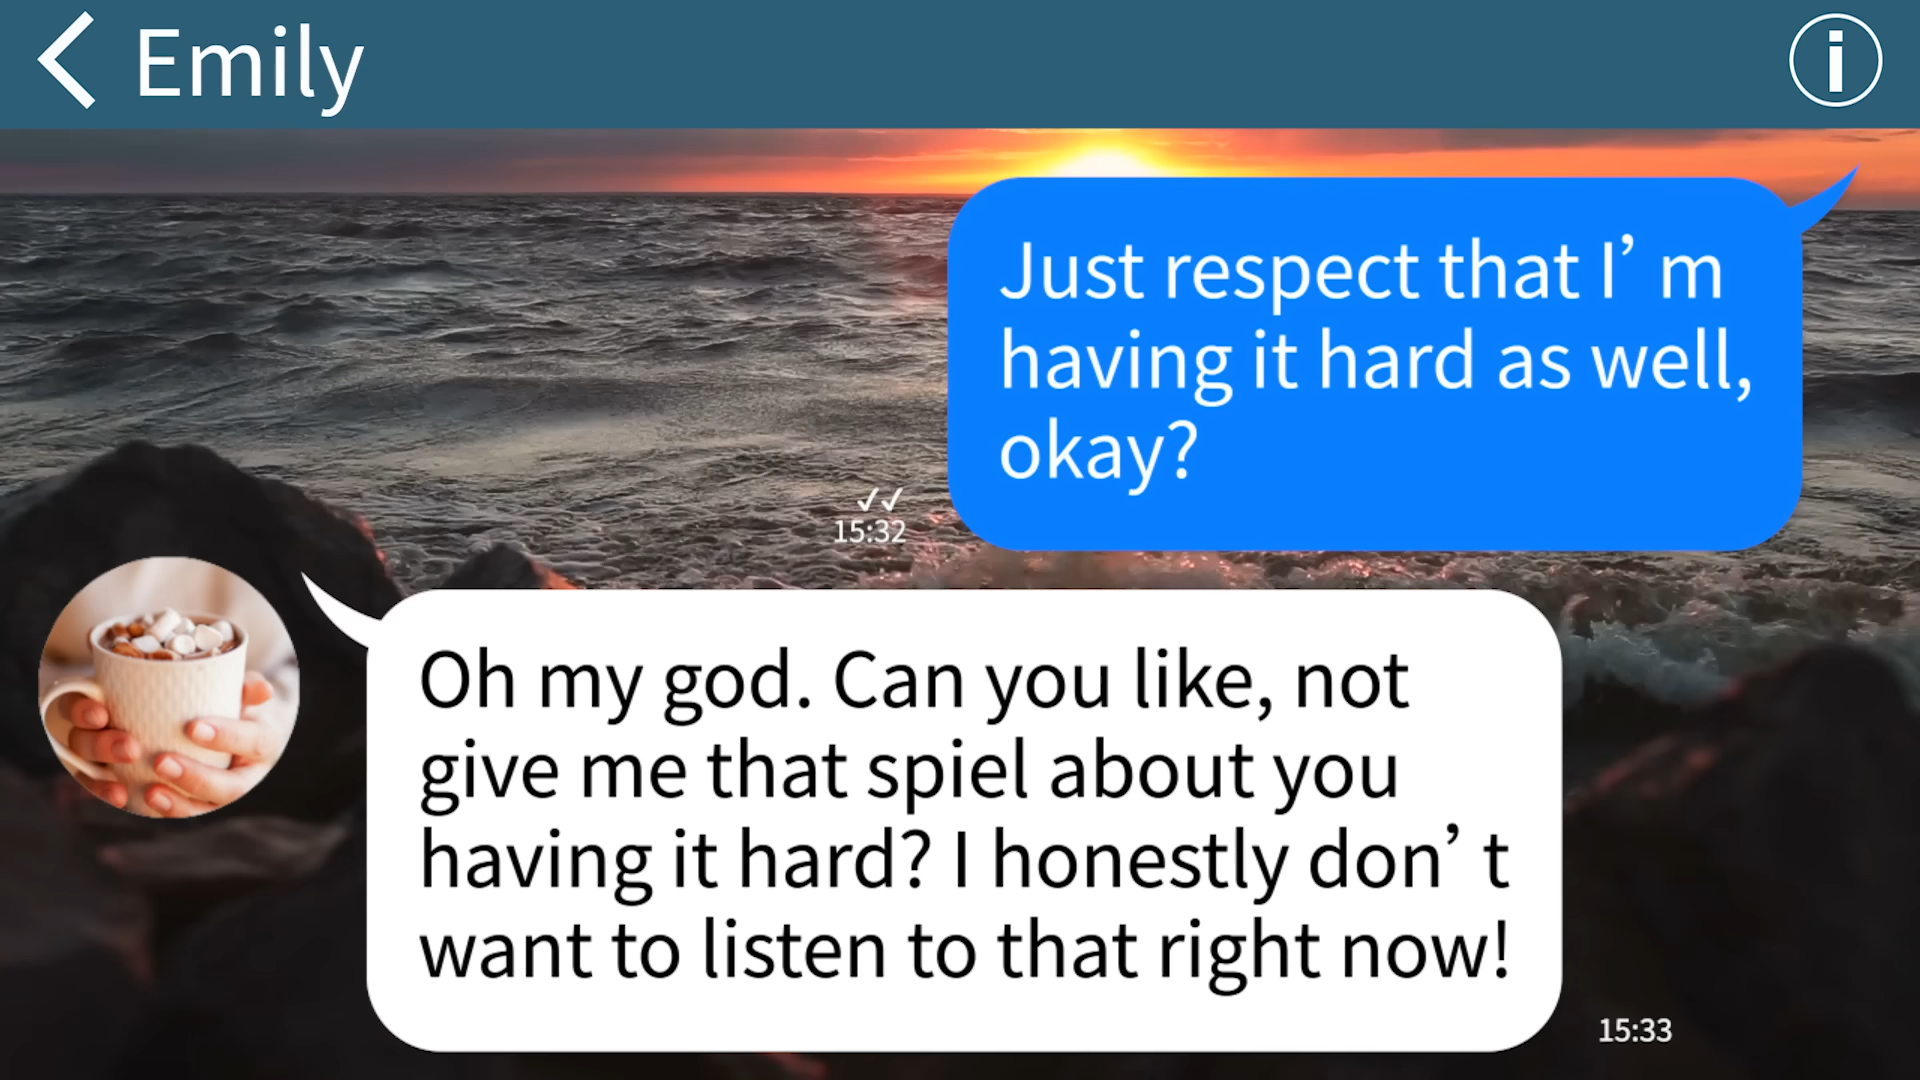 Emily
Just respect that I’ m
having it hard as well,
okay?
15:32
Oh my god. Can you like, not
give me that spiel about you
having it hard? I honestly don’ t
want to listen to that right now!
15:33